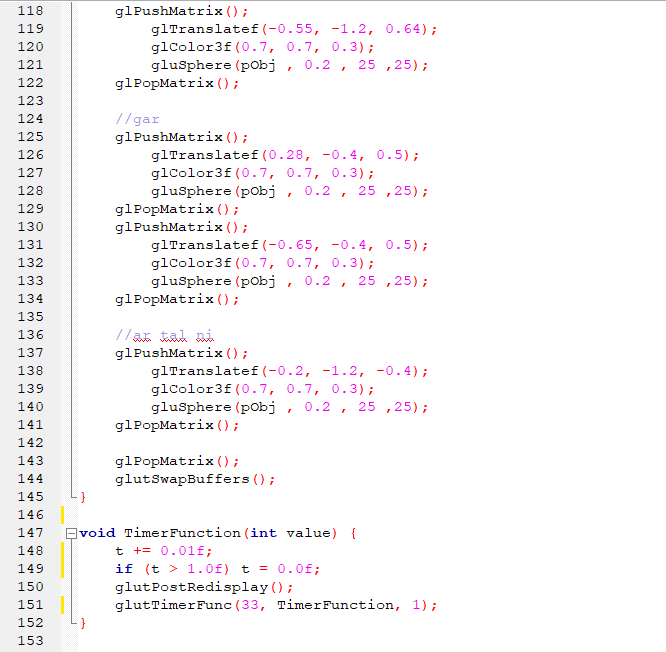 118 glPushMatrix();
119 glTranslatef(-0.55, -1.2, 0.64);
120 glColor3f(0.7, 0.7, 0.3);
121 gluSphere(pObj , 0.2 , 25 ,25);
122 glPopMatrix();
123
124 //gar
125 glPushMatrix();
126 glTranslatef(0.28, -0.4, 0.5);
127 glColor3f(0.7, 0.7, 0.3);
128 gluSphere(pObj , 0.2 , 25 ,25);
129 glPopMatrix();
130 glPushMatrix();
131 glTranslatef(-0.65, -0.4, 0.5);
132 glColor3f(0.7, 0.7, 0.3);
133 gluSphere(pObj , 0.2 , 25 ,25);
134 glPopMatrix();
135
136 //ar tal ni
137 glPushMatrix();
138 glTranslatef(-0.2, -1.2, -0.4);
139 glColor3f(0.7, 0.7, 0.3);
140 gluSphere(pObj , 0.2 , 25 ,25);
141 glPopMatrix();
142
143 glPopMatrix();
144 glutSwapBuffers();
145 }
146
147 void TimerFunction(int value) {
148 t += 0.01f;
149 if (t > 1.0f) t = 0.0f;
150 glutPostRedisplay();
151 glutTimerFunc(33, TimerFunction, 1);
152 }
153